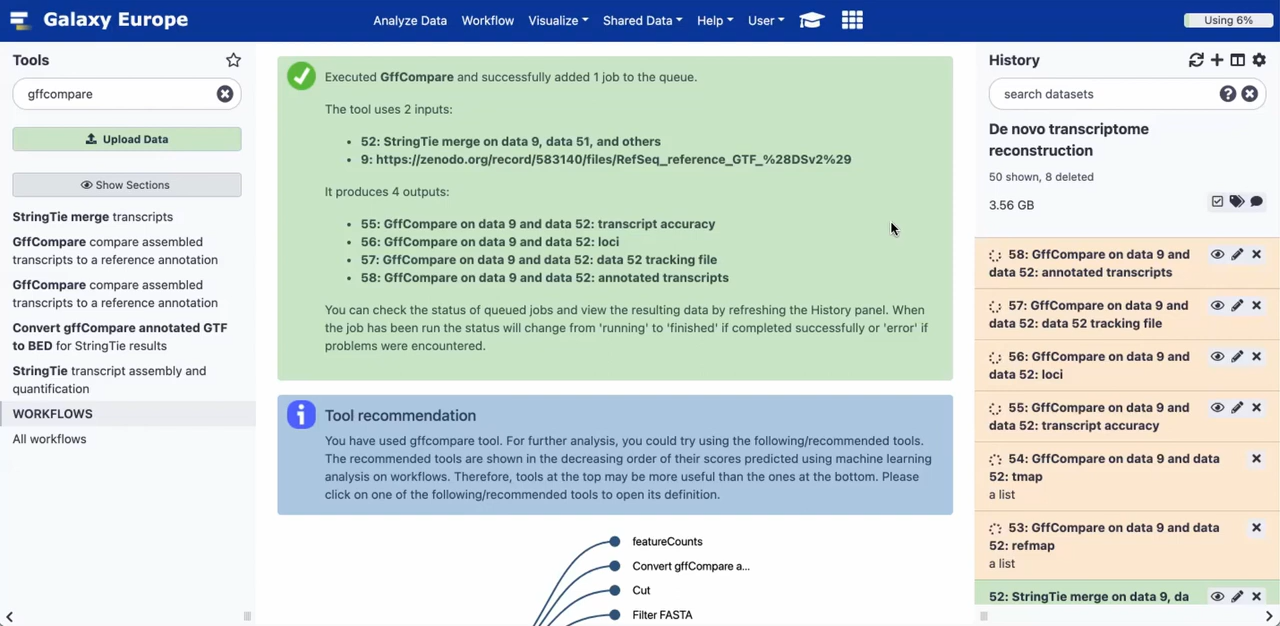 Galaxy Europe
Analyze Data
Workflow
Visualize
Shared Data
Help
User
Using 6%
Tools
gffcompare
Upload Data
Show Sections
StringTie merge transcripts
GffCompare compare assembled
transcripts to a reference annotation
GffCompare compare assembled
transcripts to a reference annotation
Convert gffCompare annotated GTF
to BED for StringTie results
StringTie transcript assembly and
quantification
WORKFLOWS
All workflows
Executed GffCompare and successfully added 1 job to the queue.
The tool uses 2 inputs:
• 52: StringTie merge on data 9, data 51, and others
• 9: https://zenodo.org/record/583140/files/RefSeq_reference_GTF_%28DSv2%29
It produces 4 outputs:
• 55: GffCompare on data 9 and data 52: transcript accuracy
• 56: GffCompare on data 9 and data 52: loci
• 57: GffCompare on data 9 and data 52: data 52 tracking file
• 58: GffCompare on data 9 and data 52: annotated transcripts
You can check the status of queued jobs and view the resulting data by refreshing the History panel. When
the job has been run the status will change from 'running' to 'finished' if completed successfully or 'error' if
problems were encountered.
Tool recommendation
You have used gffcompare tool. For further analysis, you could try using the following/recommended tools.
The recommended tools are shown in the decreasing order of their scores predicted using machine learning
analysis on workflows. Therefore, tools at the top may be more useful than the ones at the bottom. Please
click on one of the following/recommended tools to open its definition.
featureCounts
Convert gffCompare a...
Cut
Filter FASTA
History
search datasets
De novo transcriptome
reconstruction
50 shown, 8 deleted
3.56 GB
58: GffCompare on data 9 and
data 52: annotated transcripts
57: GffCompare on data 9 and
data 52: data 52 tracking file
56: GffCompare on data 9 and
data 52: loci
55: GffCompare on data 9 and
data 52: transcript accuracy
54: GffCompare on data 9 and data
52: tmap
a list
53: GffCompare on data 9 and data
52: refmap
a list
52: StringTie merge on data 9, da